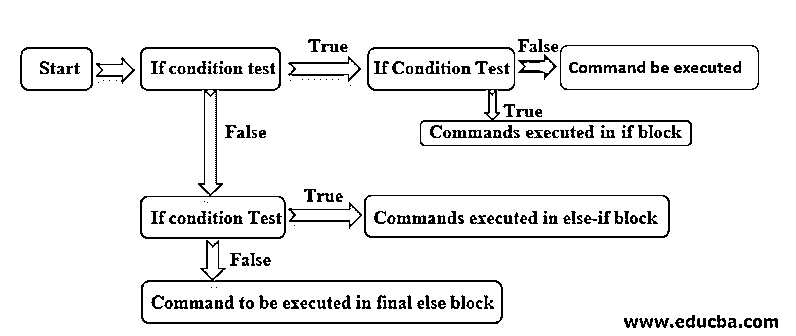 Start
If condition test
True
If Condition Test
False
Command be executed
True
Commands executed in if block
False
If condition Test
True
Commands executed in else-if block
False
Command to be executed in final else block
www.educba.com